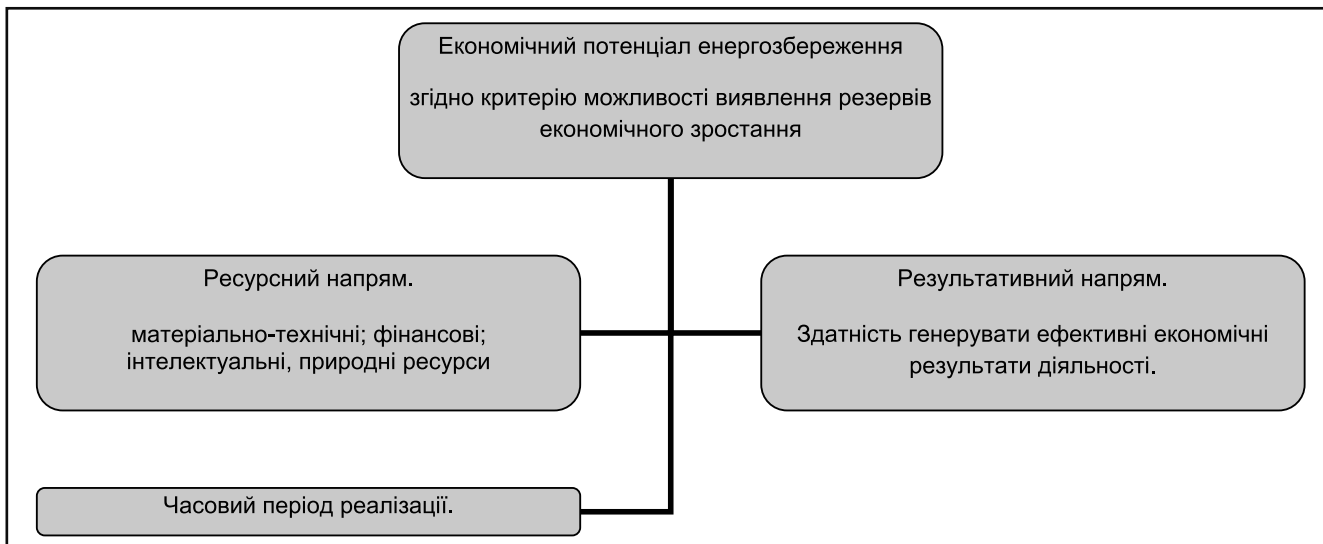 Економічний потенціал енергозбереження
згідно критерію можливості виявлення резервів
економічного зростання
Ресурсний напрям.
матеріально-технічні; фінансові;
інтелектуальні, природні ресурси
Результативний напрям.
Здатність генерувати ефективні економічні
результати діяльності.
Часовий період реалізації.